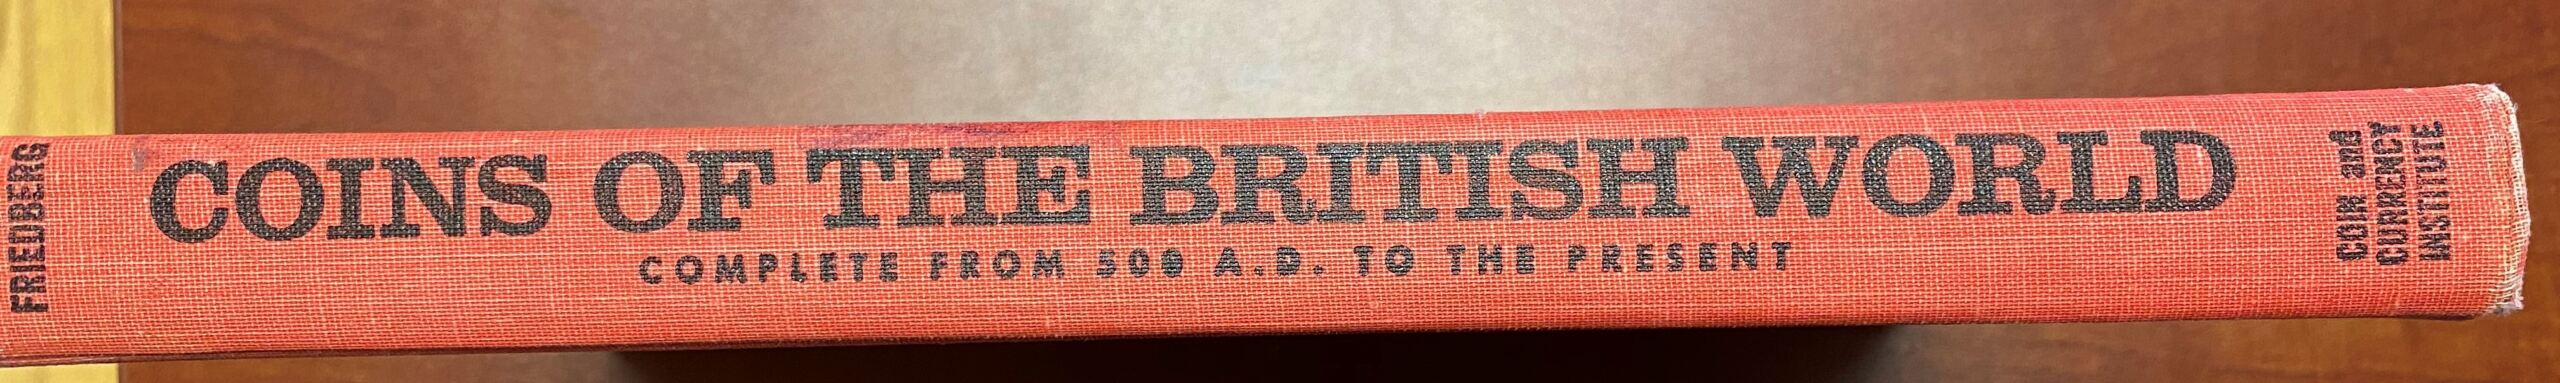 FRIEDBERG
COINS OF THE BRITISH WORLD
COMPLETE FROM 500 A.D. TO THE PRESENT
COIN and
CURRENCY
INSTITUTE